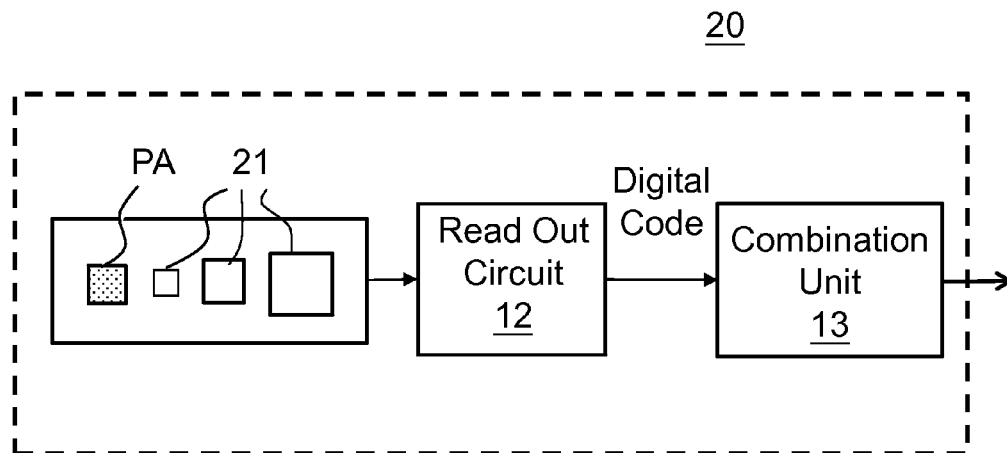 20
PA 21
Digital
Code
Read Out
Circuit
12
Combination
Unit
13